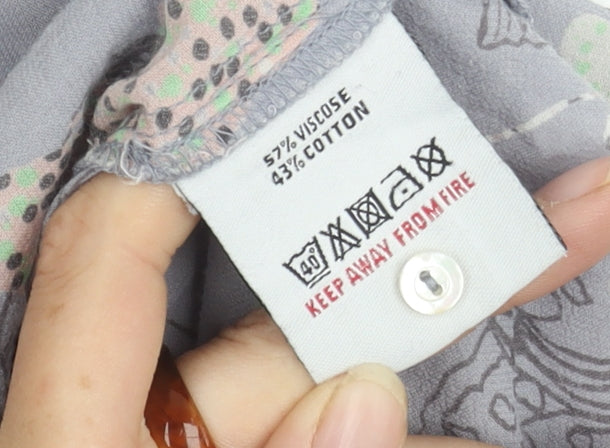 57% VISCOSE
43% COTTON
40
KEEP AWAY FROM FIRE